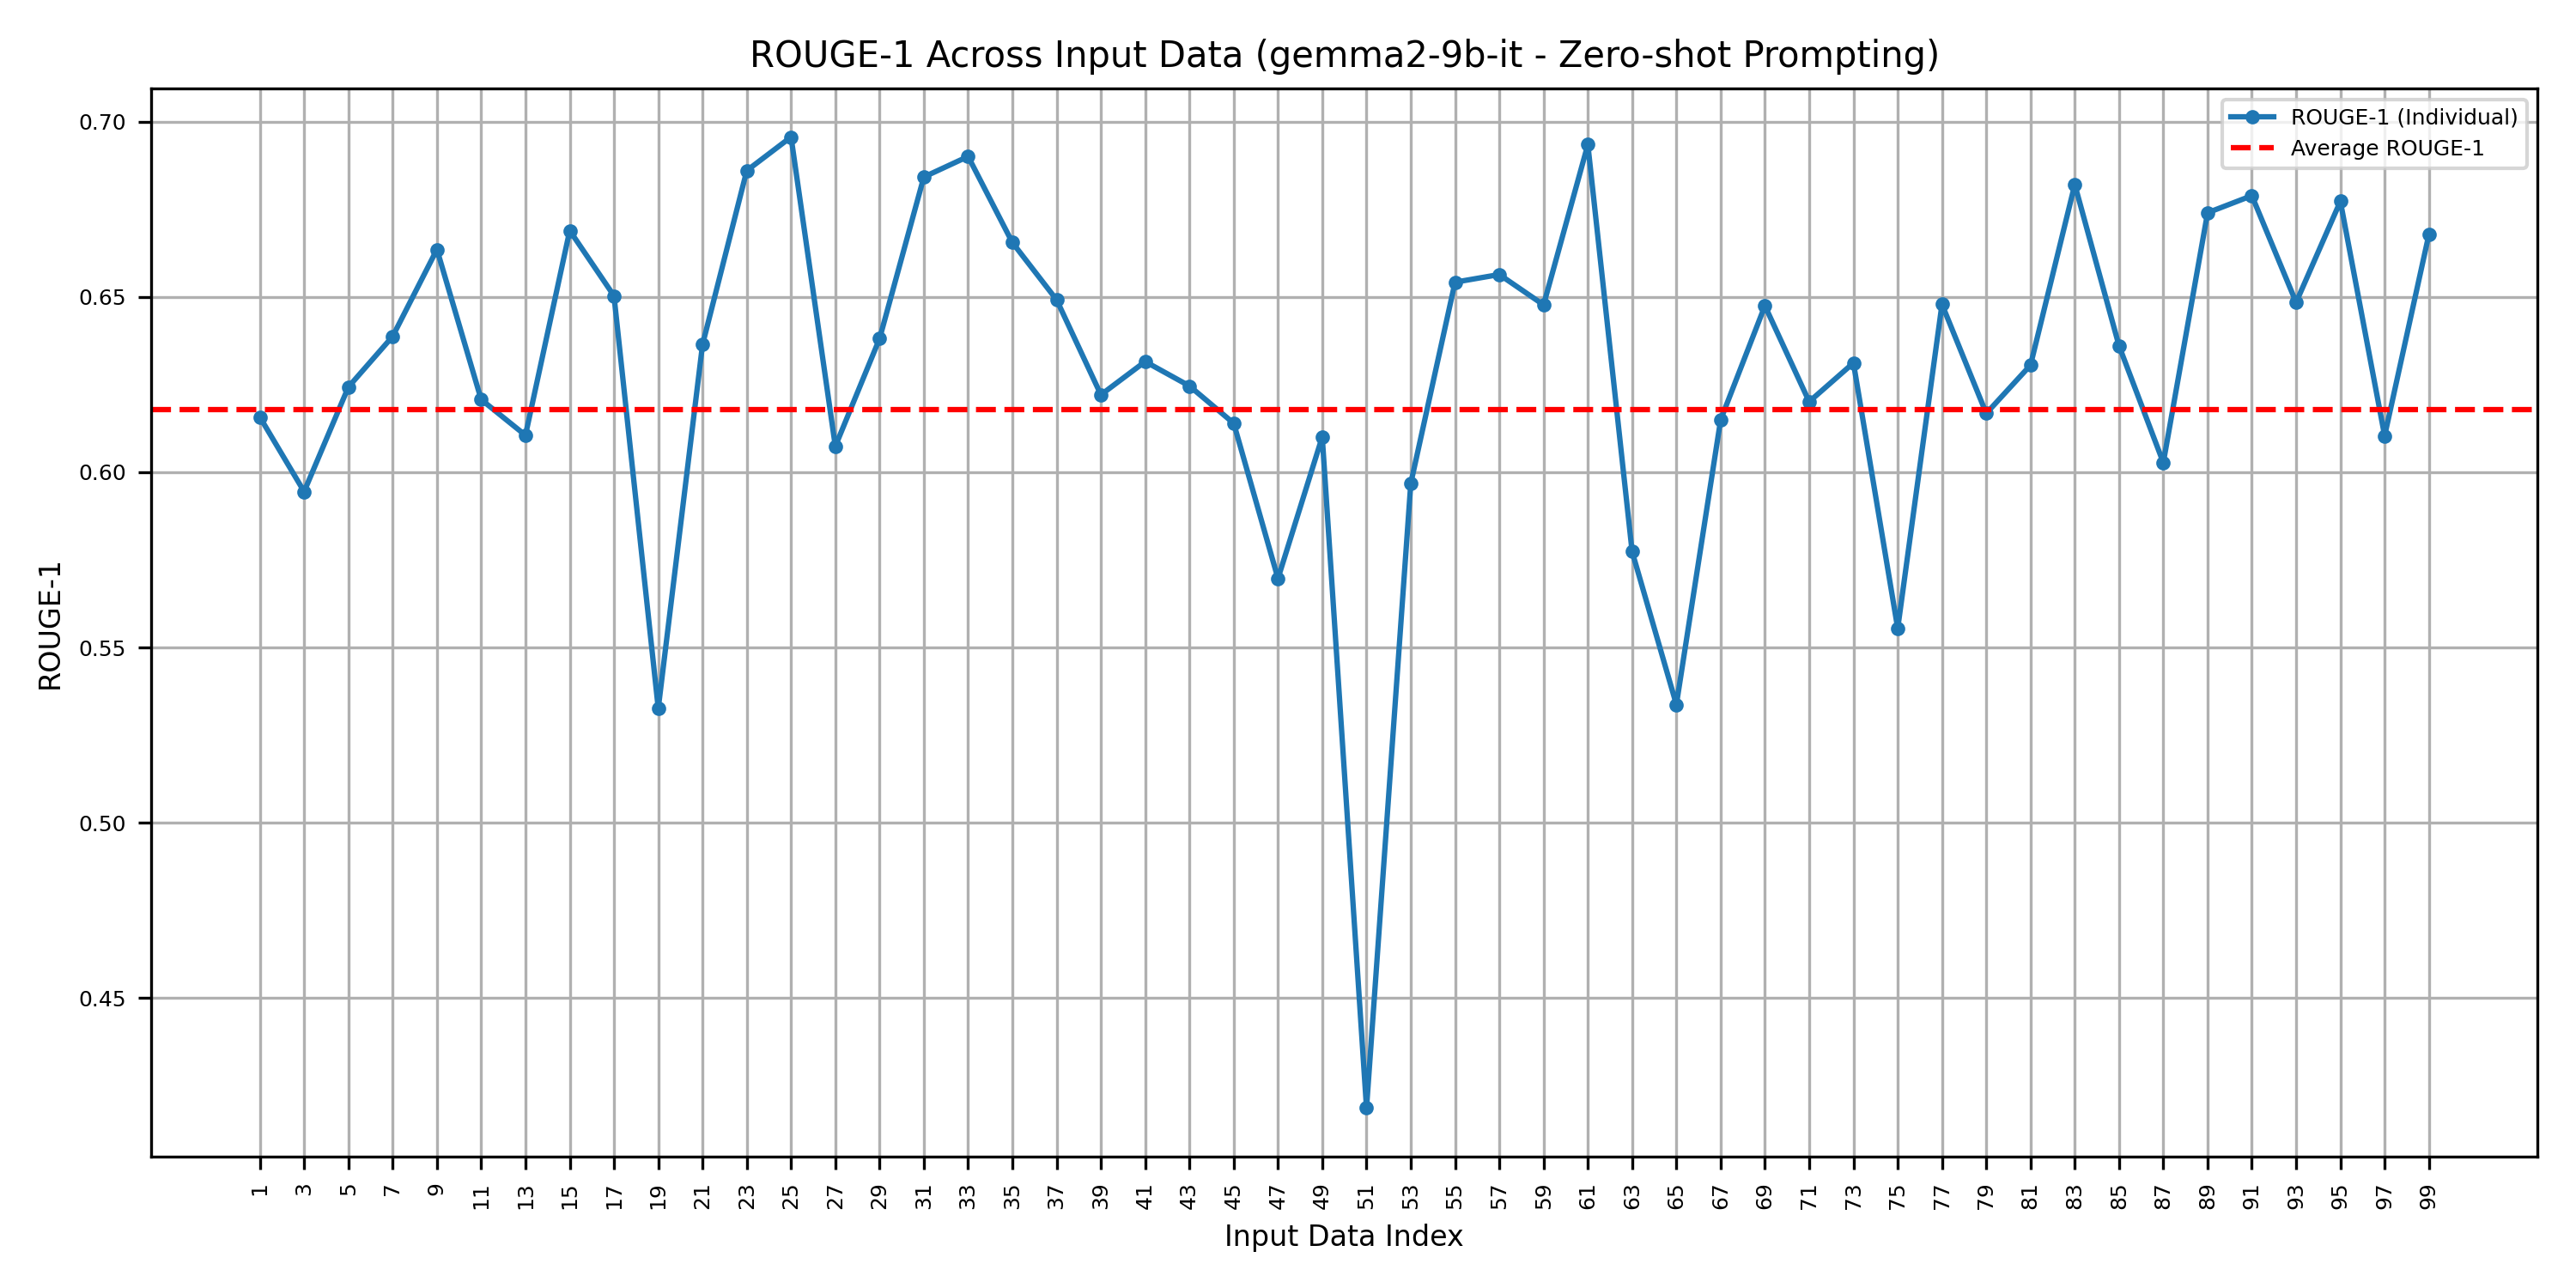 ROUGE-1 Across Input Data (gemma2-9b-it - Zero-shot Prompting)
ROUGE-1 (Individual)
Average ROUGE-1
0.70
0.65
0.60
0.55
0.50
0.45
ROUGE-1
1 3 5 7 9 11 13 15 17 19 21 23 25 27 29 31 33 35 37 39 41 43 45 47 49 51 53 55 57 59 61 63 65 67 69 71 73 75 77 79 81 83 85 87 89 91 93 95 97 99
Input Data Index